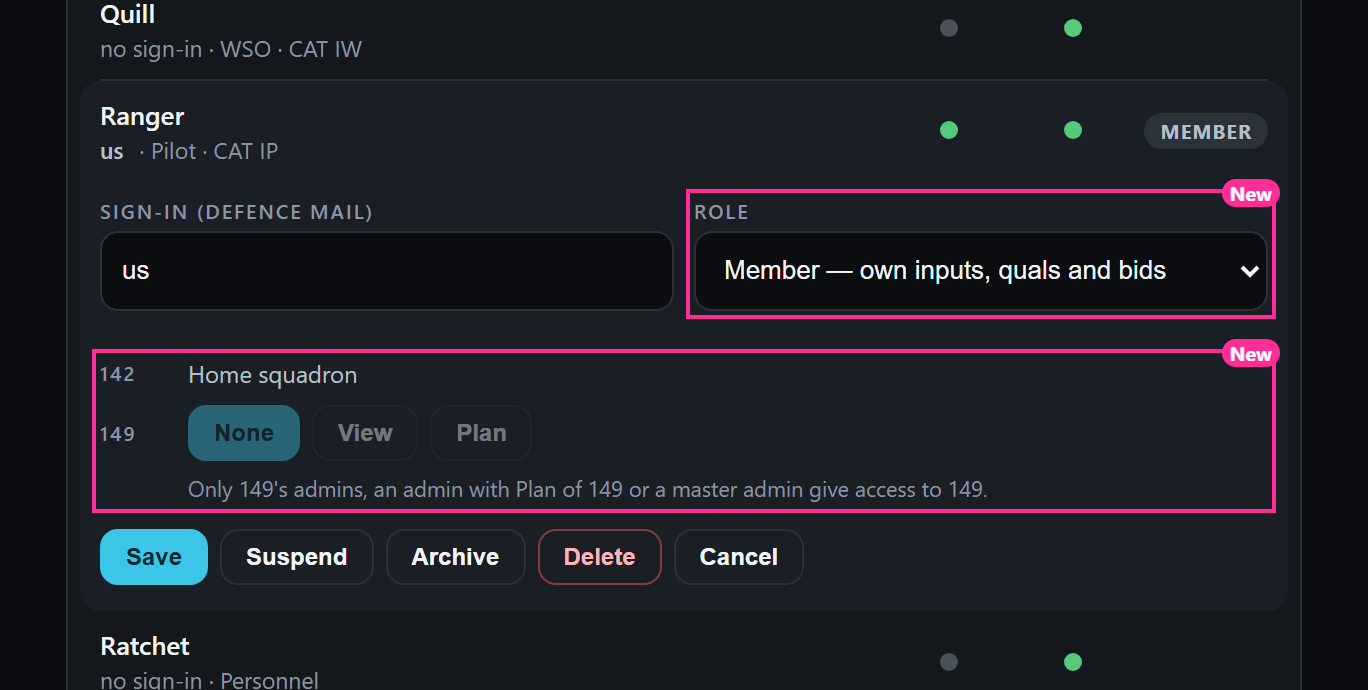 Quill
no sign-in · WSO · CAT IW
Ranger
us · Pilot · CAT IP
MEMBER
SIGN-IN (DEFENCE MAIL)
us
New
ROLE
Member — own inputs, quals and bids
New
142 Home squadron
149 None View Plan
Only 149's admins, an admin with Plan of 149 or a master admin give access to 149.
Save Suspend Archive Delete Cancel
Ratchet
no sign-in · Personnel